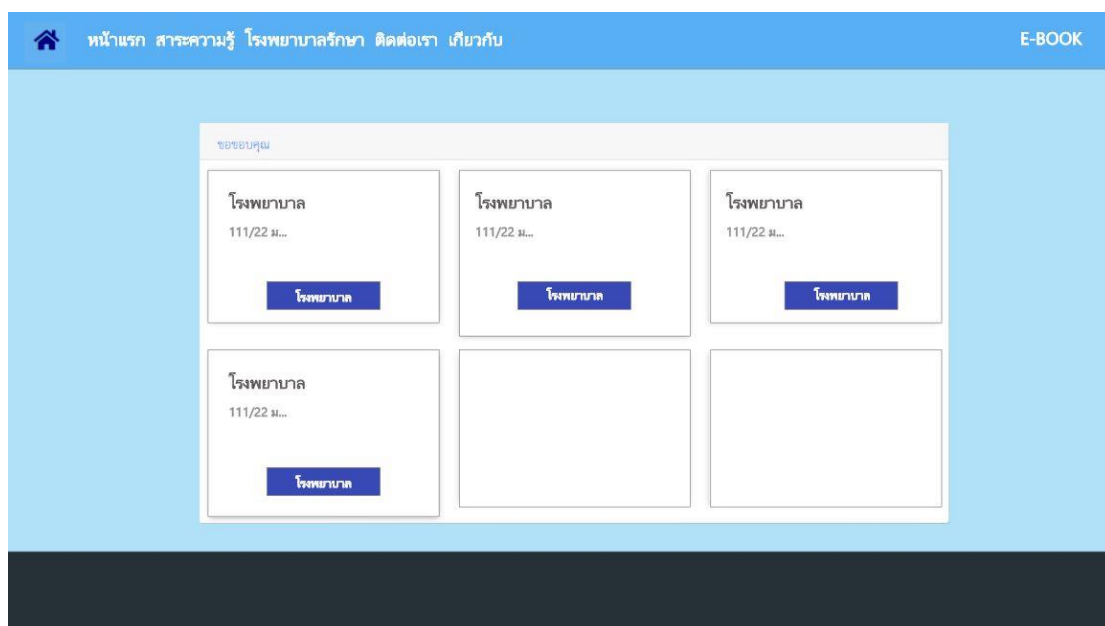 หน้าแรก สาระความรู้ โรงพยาบาลรักษา ติดต่อเรา เกี่ยวกับ E-BOOK
ขอขอบคุณ
โรงพยาบาล โรงพยาบาล โรงพยาบาล
111/22 ม... 111/22 ม... 111/22 ม...
โรงพยาบาล โรงพยาบาล โรงพยาบาล
โรงพยาบาล
111/22 ม...
โรงพยาบาล